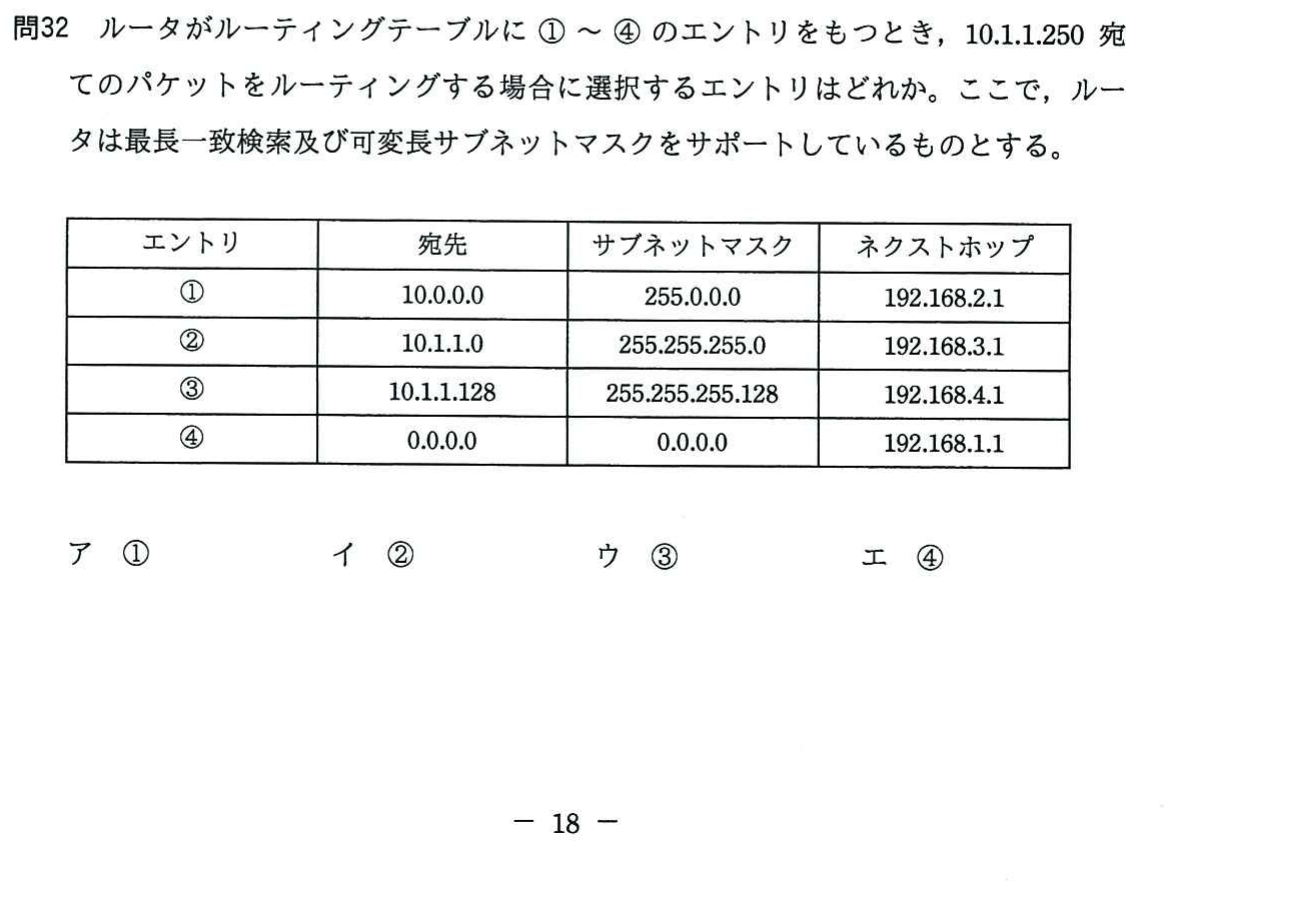 問32 ルータがルーティングテーブルに ① ～ ④ のエントリをもつとき，10.1.1.250 宛
てのパケットをルーティングする場合に選択するエントリはどれか。ここで，ルー
タは最長一致検索及び可変長サブネットマスクをサポートしているものとする。
エントリ 宛先 サブネットマスク ネクストホップ
① 10.0.0.0 255.0.0.0 192.168.2.1
② 10.1.1.0 255.255.255.0 192.168.3.1
③ 10.1.1.128 255.255.255.128 192.168.4.1
④ 0.0.0.0 0.0.0.0 192.168.1.1
ア ① イ ② ウ ③ エ ④
－ 18 －